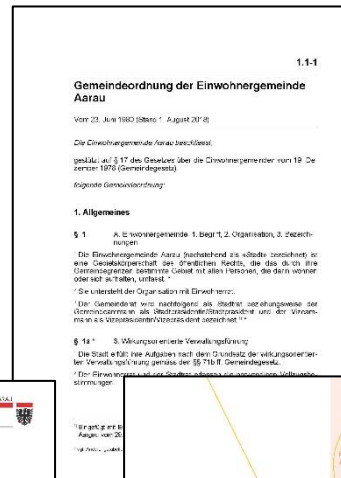 1.1-1
Gemeindeordnung der Einwohnergemeinde
Aarau
Vom 23. Juni 1980 (Stand 1. August 2018)
Die Einwohnergemeinde Aarau beschliesst,
gestützt auf § 17 des Gesetzes über die Einwohnergemeinden vom 19. De-
zember 1978 (Gemeindegesetz)
folgende Gemeindeordnung:
1. Allgemeines
§ 1 A. Einwohnergemeinde 1. Begriff, 2. Organisation, 3. Bezeich-
nungen
Die Einwohnergemeinde Aarau (nachstehend als «Stadt» bezeichnet) ist
eine Gebietskörperschaft des öffentlichen Rechts, die das durch ihre
Gemeindegrenzen bestimmte Gebiet mit allen Personen, die darin wohnen
oder sich aufhalten, umfasst.
Sie untersteht der Organisation mit Einwohnerrat.
Der Gemeinderat wird nachfolgend als Stadtrat beziehungsweise der
Gemeindeammann als Stadtpräsidentin/Stadtpräsident und der Vizeam-
mann als Vizepräsidentin/Vizepräsident bezeichnet.
§ 1a * B. Wirkungsorientierte Verwaltungsführung
Die Stadt erfüllt ihre Aufgaben nach dem Grundsatz der wirkungsorientier-
ten Verwaltungsführung gemäss den §§ 71b ff. Gemeindegesetz.
Der Einwohnerrat und der Stadtrat erlassen die notwendigen Vollzugsbe-
stimmungen.